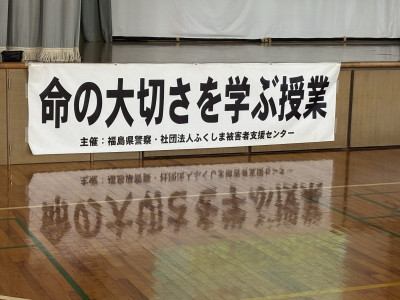 命の大切さを学ぶ授業
主催：福島県警察・社団法人ふくしま被害者支援センター